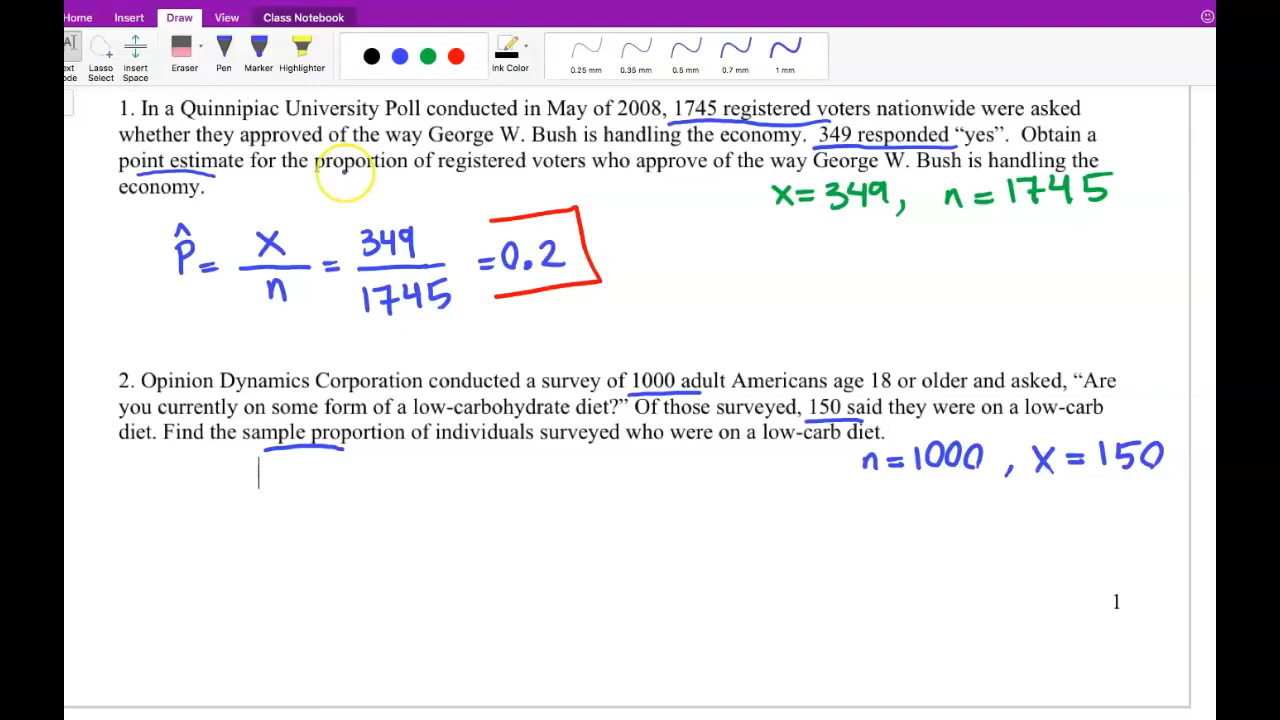 Home Insert Draw View Class Notebook
Lasso Select
Insert Space
Eraser
Pen
Marker
Highlighter
Ink Color
0.25 mm 0.35 mm 0.5 mm 0.7 mm 1 mm
1. In a Quinnipiac University Poll conducted in May of 2008, 1745 registered voters nationwide were asked
whether they approved of the way George W. Bush is handling the economy. 349 responded “yes”. Obtain a
point estimate for the proportion of registered voters who approve of the way George W. Bush is handling the
economy.
x = 349, n = 1745
p̂ = x/n = 349/1745 = 0.2
2. Opinion Dynamics Corporation conducted a survey of 1000 adult Americans age 18 or older and asked, “Are
you currently on some form of a low-carbohydrate diet?” Of those surveyed, 150 said they were on a low-carb
diet. Find the sample proportion of individuals surveyed who were on a low-carb diet.
n = 1000 , x = 150
1